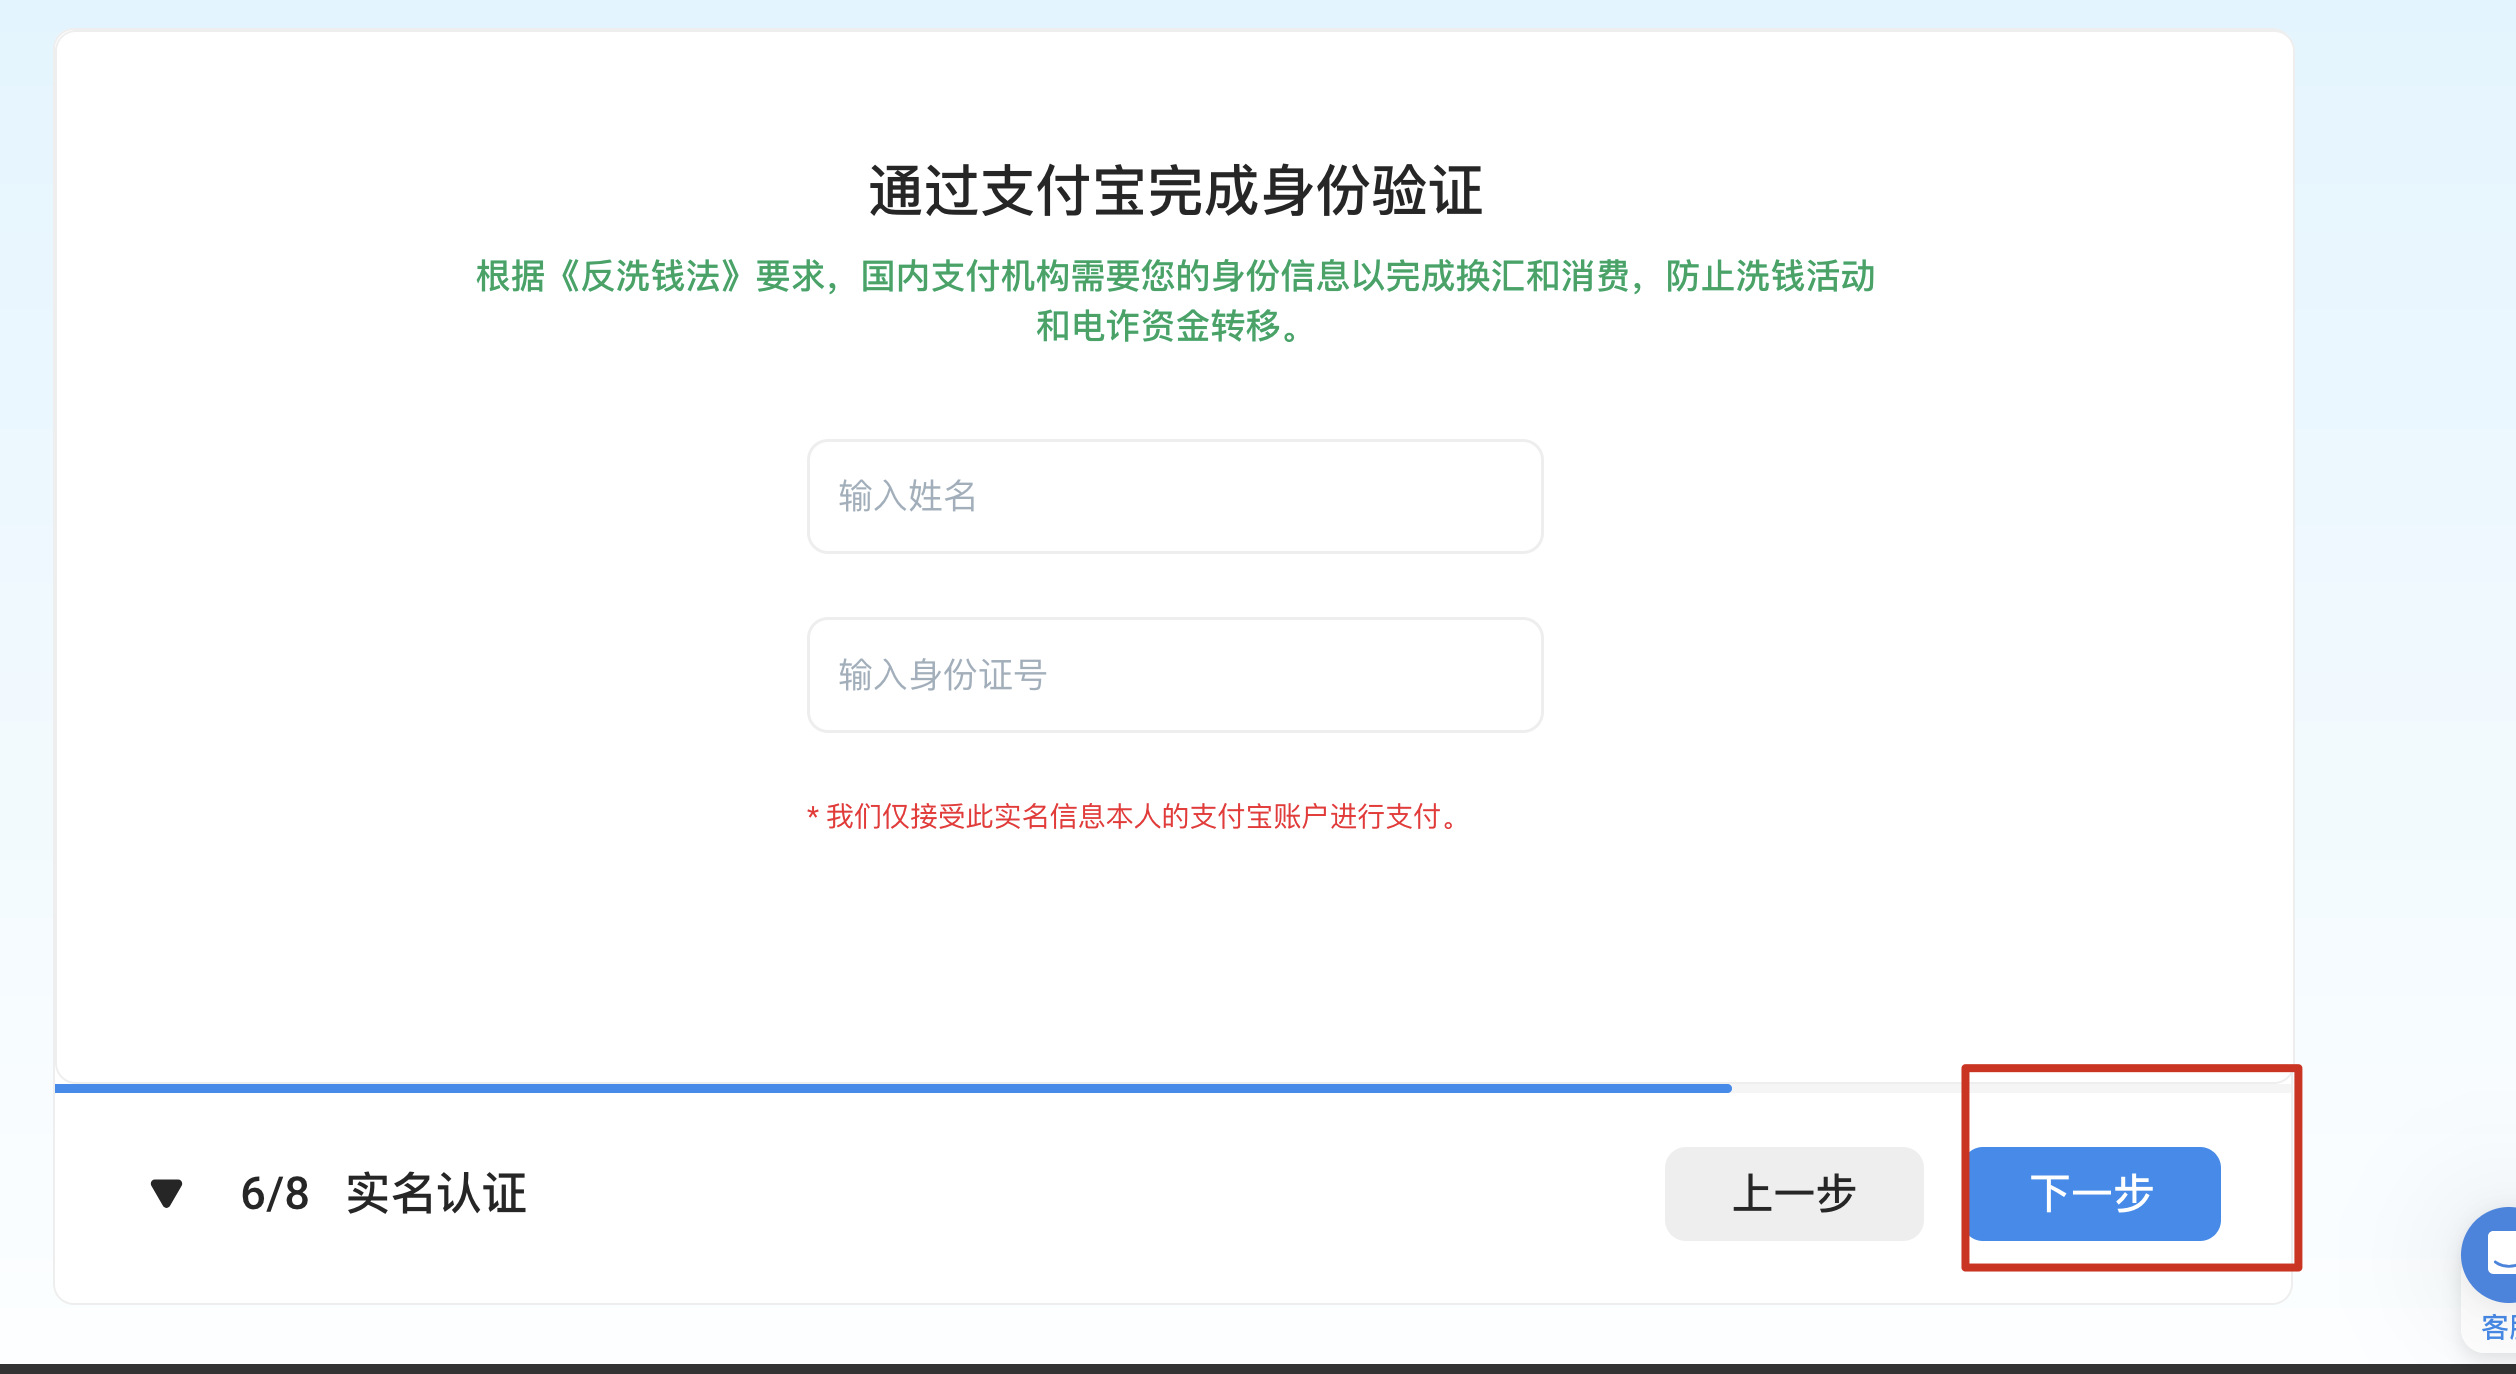 通过支付宝完成身份验证
根据《反洗钱法》要求，国内支付机构需要您的身份信息以完成换汇和消费，防止洗钱活动
和电诈资金转移。
输入姓名
输入身份证号
* 我们仅接受此实名信息本人的支付宝账户进行支付。
6/8 实名认证
上一步
下一步